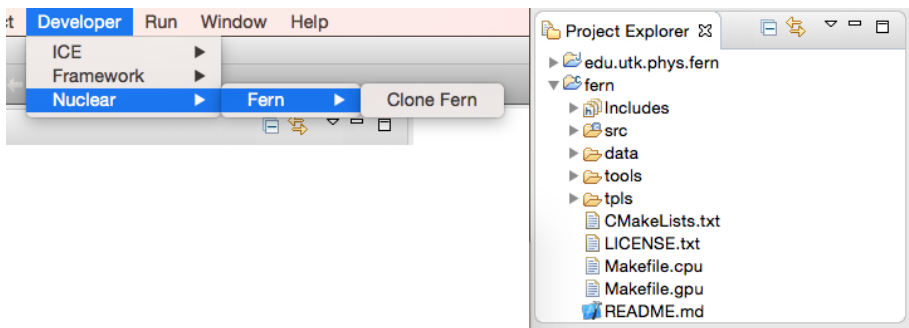 t Developer Run Window Help
ICE
Framework
Nuclear Fern Clone Fern
Project Explorer
edu.utk.phys.fern
fern
Includes
src
data
tools
tpls
CMakeLists.txt
LICENSE.txt
Makefile.cpu
Makefile.gpu
README.md